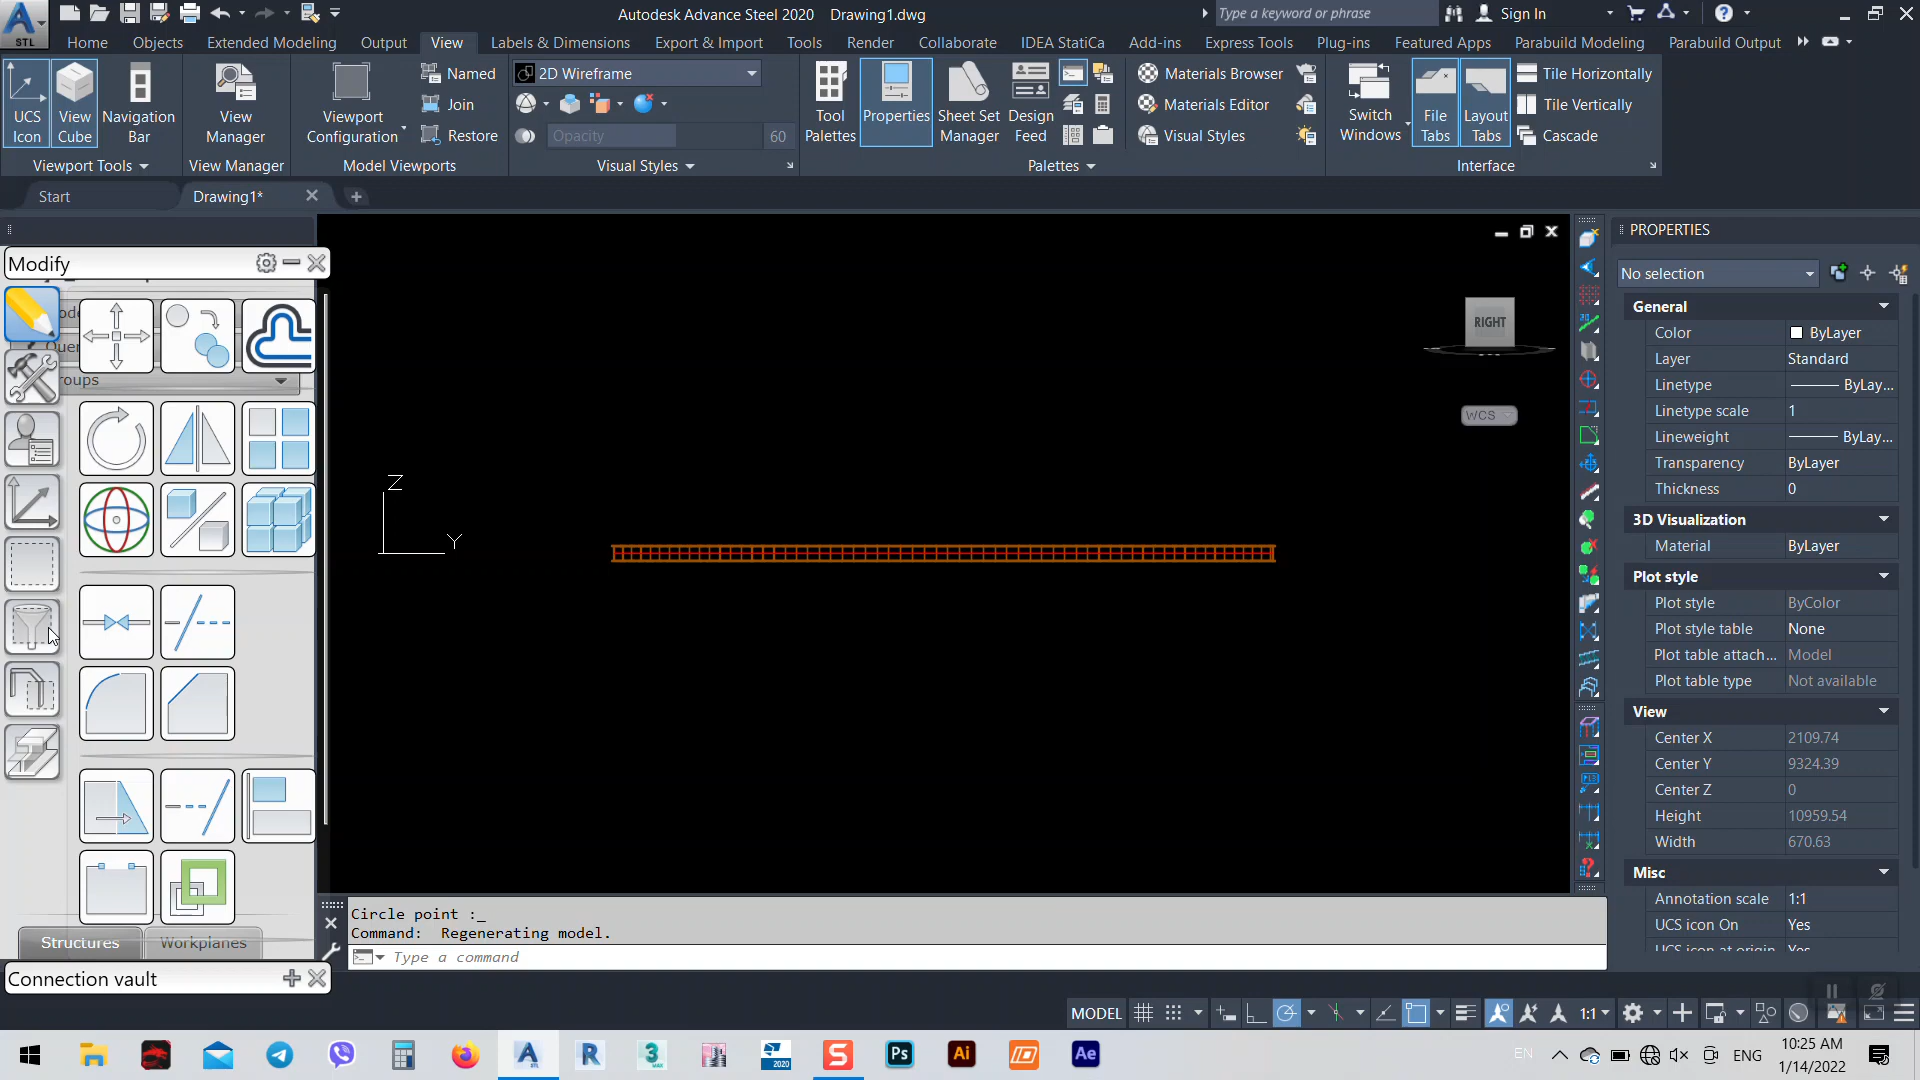 Autodesk Advance Steel 2020 Drawing1.dwg
Type a keyword or phrase
Sign In
STL
Home Objects Extended Modeling Output View Labels & Dimensions Export & Import Tools Render Collaborate IDEA StatiCa Add-ins Express Tools Plug-ins Featured Apps Parabuild Modeling Parabuild Output
UCS Icon
View Cube
Navigation Bar
Viewport Tools
View Manager
View Manager
Viewport Configuration
Named
Join
Restore
Model Viewports
2D Wireframe
Opacity 60
Visual Styles
Tool Palettes
Properties
Sheet Set Manager
Design Feed
Materials Browser
Materials Editor
Visual Styles
Palettes
Switch Windows
File Tabs
Layout Tabs
Tile Horizontally
Tile Vertically
Cascade
Interface
Start
Drawing1*
Modify
Quer
roups
Structures
Workplanes
Connection vault
Z
Y
RIGHT
WCS
Circle point :_
Command: Regenerating model.
Type a command
PROPERTIES
No selection
General
Color ByLayer
Layer Standard
Linetype ByLay...
Linetype scale 1
Lineweight ByLay...
Transparency ByLayer
Thickness 0
3D Visualization
Material ByLayer
Plot style
Plot style ByColor
Plot style table None
Plot table attach... Model
Plot table type Not available
View
Center X 2109.74
Center Y 9324.39
Center Z 0
Height 10959.54
Width 670.63
Misc
Annotation scale 1:1
UCS icon On Yes
UCS icon at origin Yes
MODEL
1:1
EN
ENG
10:25 AM
1/14/2022